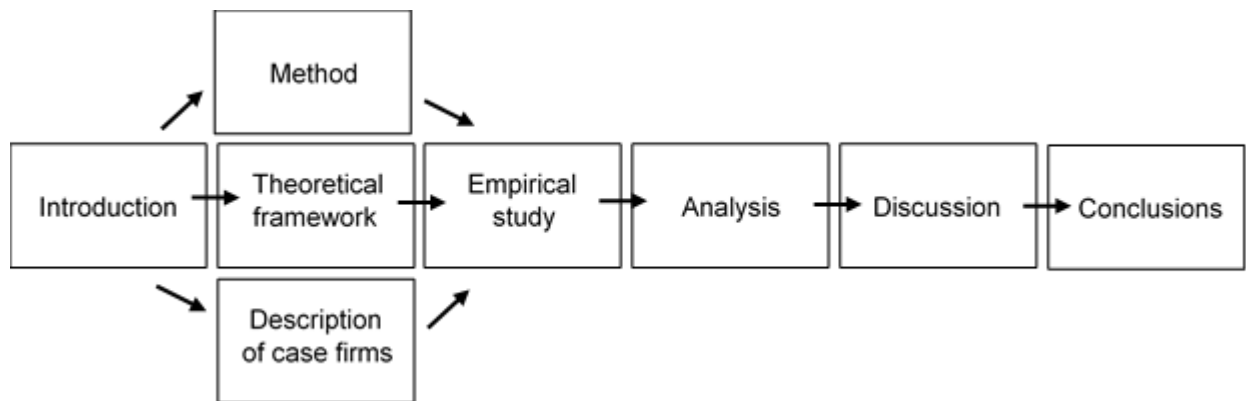 Method
Introduction
Theoretical
framework
Empirical
study
Analysis
Discussion
Conclusions
Description
of case firms